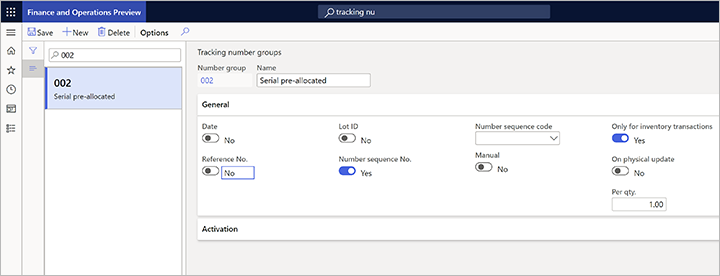 Finance and Operations Preview
tracking nu
Save
New
Delete
Options
002
002
Serial pre-allocated
Tracking number groups
Number group
Name
002
Serial pre-allocated
General
Date
No
Lot ID
No
Number sequence code
Only for inventory transactions
Yes
Reference No.
No
Number sequence No.
Yes
Manual
No
On physical update
No
Per qty.
1.00
Activation